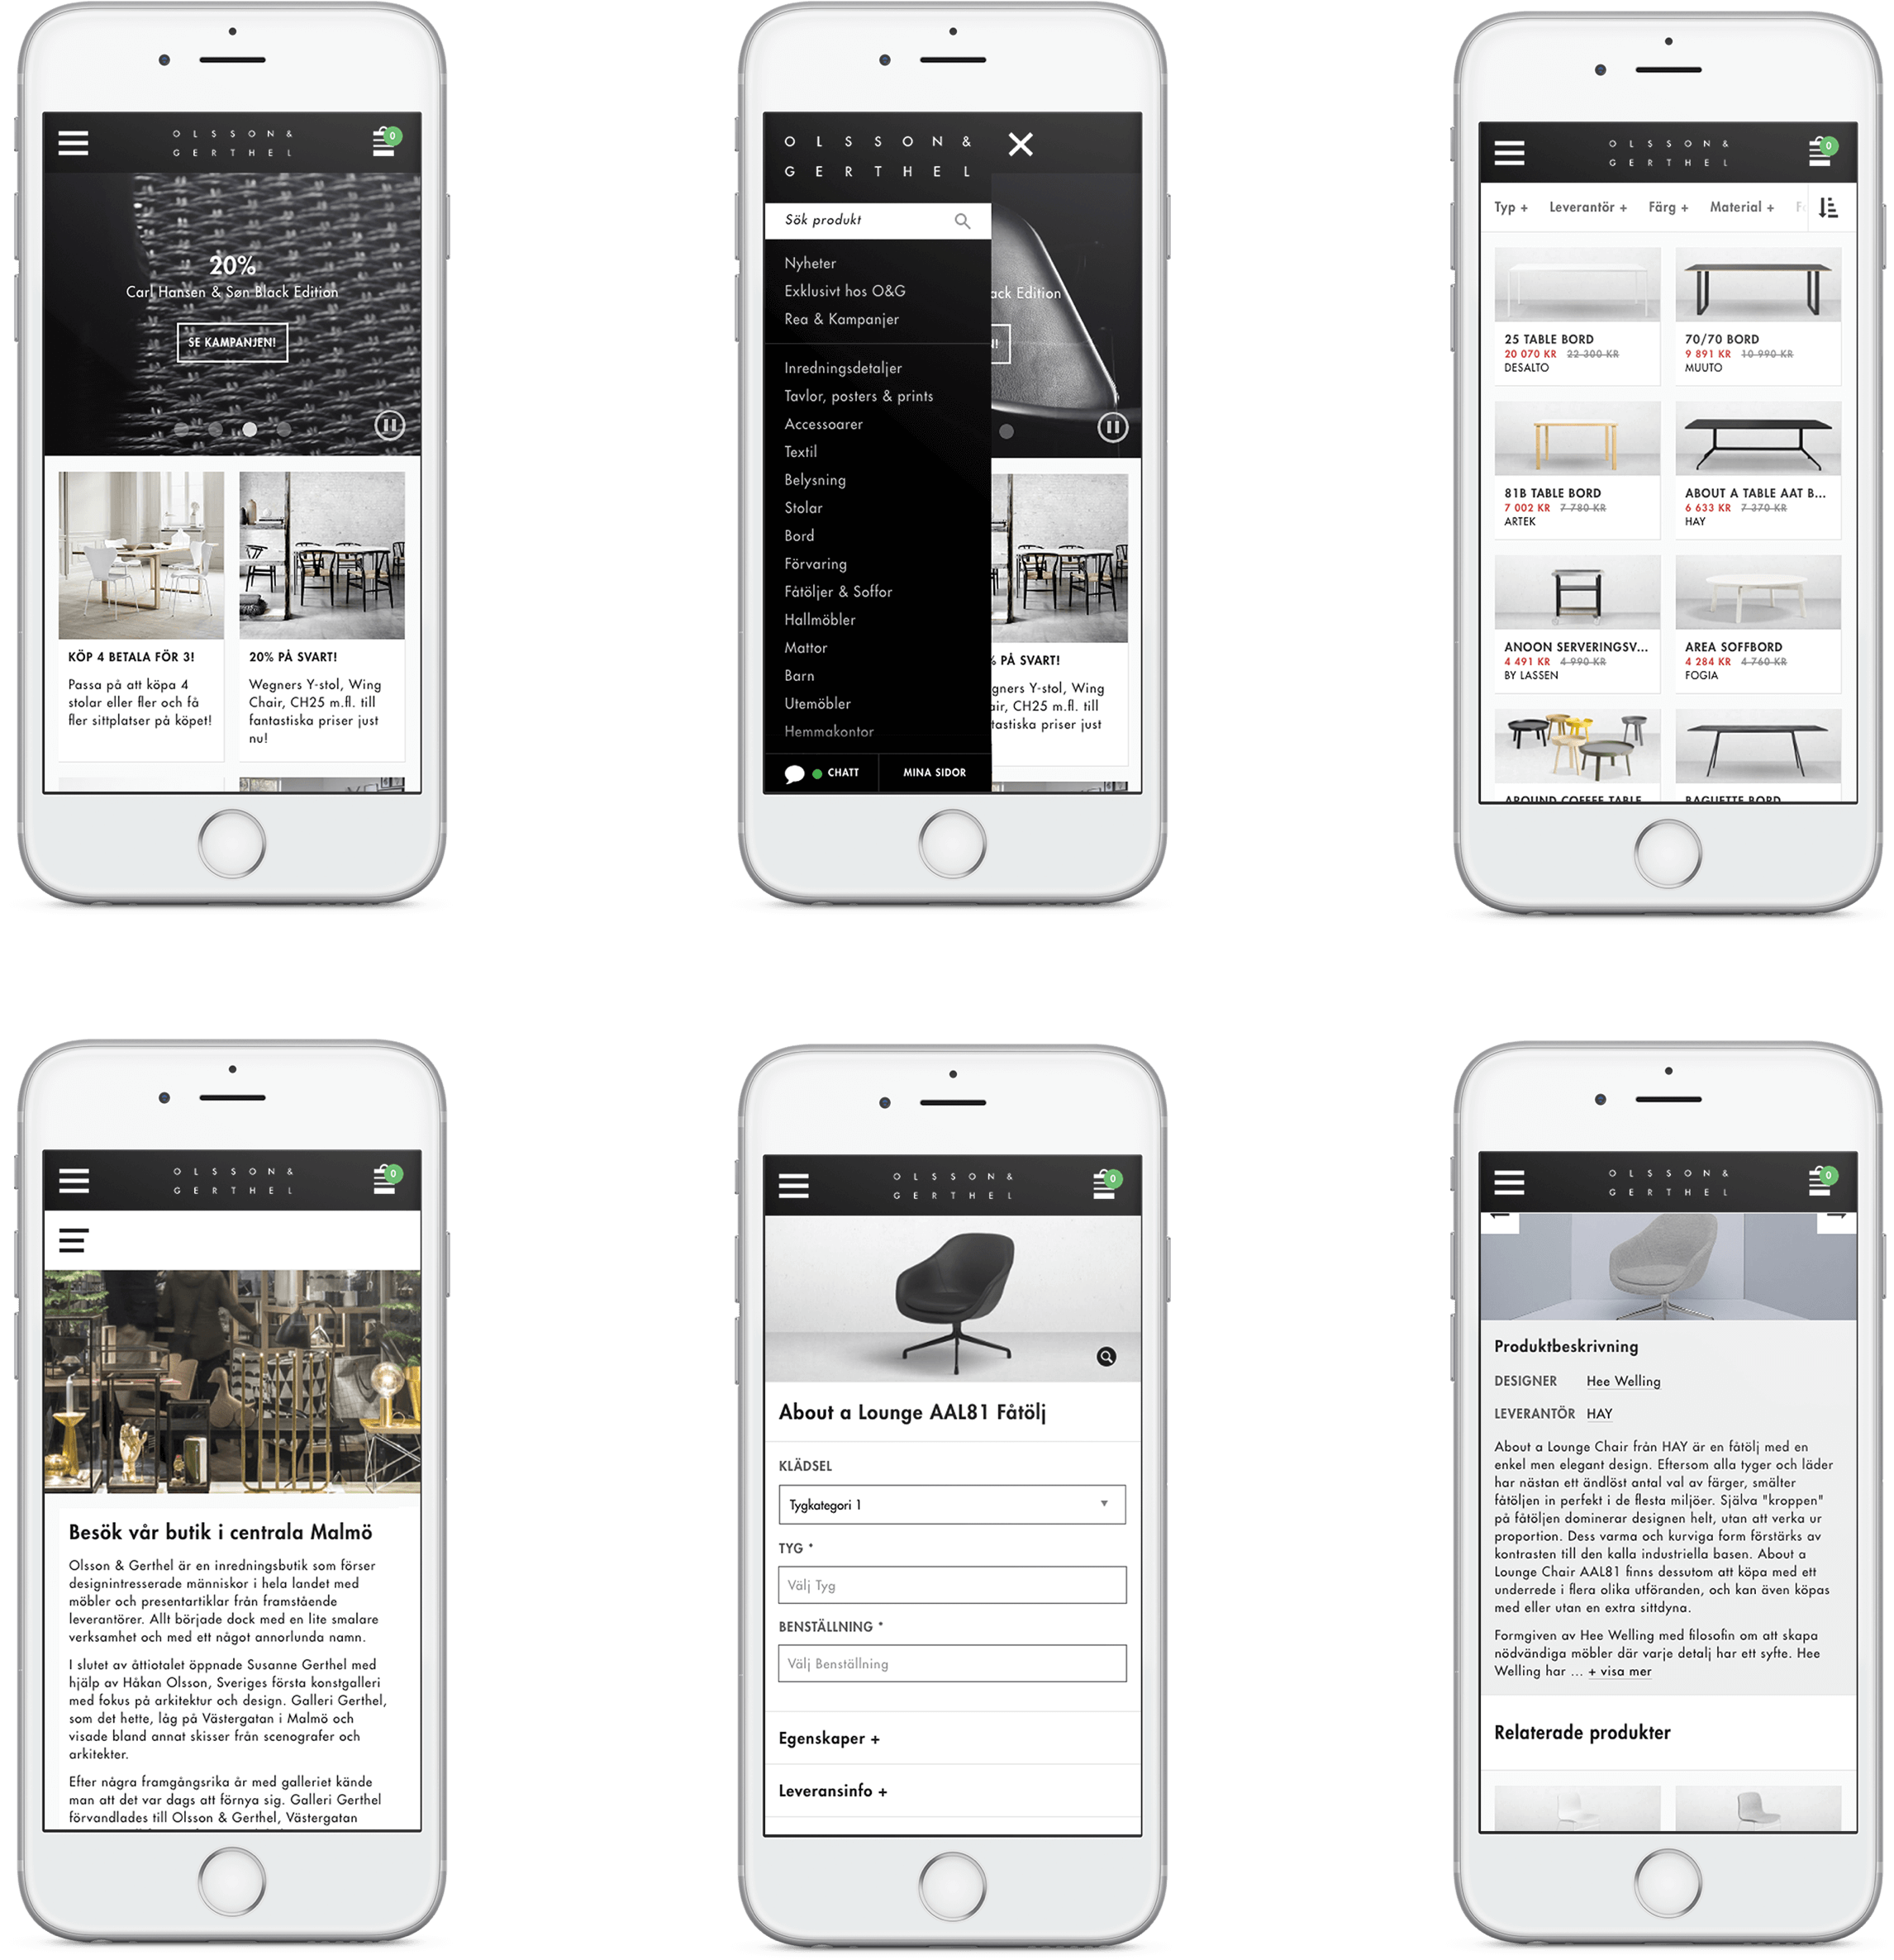 OLSSON &
GERTHEL
0
20%
Carl Hansen & Søn Black Edition
SE KAMPANJEN!
KÖP 4 BETALA FÖR 3!
Passa på att köpa 4
stolar eller fler och få
fler sittplatser på köpet!
20% PÅ SVART!
Wegners Y-stol, Wing
Chair, CH25 m.fl. till
fantastiska priser just
nu!
OLSSON &
GERTHEL
Sök produkt
Nyheter
Exklusivt hos O&G
Rea & Kampanjer
Inredningsdetaljer
Tavlor, posters & prints
Accessoarer
Textil
Belysning
Stolar
Bord
Förvaring
Fåtöljer & Soffor
Hallmöbler
Mattor
Barn
Utemöbler
Hemmakontor
CHATT MINA SIDOR
ack Edition
N!
% PÅ SVART!
gners Y-stol, Wing
air, CH25 m.fl. till
tastiska priser just
OLSSON &
GERTHEL
0
Typ + Leverantör + Färg + Material + Fo
25 TABLE BORD
20 070 KR 22 300 KR
DESALTO
70/70 BORD
9 891 KR 10 990 KR
MUUTO
81B TABLE BORD
7 002 KR 7 780 KR
ARTEK
ABOUT A TABLE AAT B...
6 633 KR 7 370 KR
HAY
ANOON SERVERINGSV...
4 491 KR 4 990 KR
BY LASSEN
AREA SOFFBORD
4 284 KR 4 760 KR
FOGIA
AROUND COFFEE TABLE
BAGUETTE BORD
OLSSON &
GERTHEL
0
Besök vår butik i centrala Malmö
Olsson & Gerthel är en inredningsbutik som förser
designintresserade människor i hela landet med
möbler och presentartiklar från framstående
leverantörer. Allt började dock med en lite smalare
verksamhet och med ett något annorlunda namn.
I slutet av åttiotalet öppnade Susanne Gerthel med
hjälp av Håkan Olsson, Sveriges första konstgalleri
med fokus på arkitektur och design. Galleri Gerthel,
som det hette, låg på Västergatan i Malmö och
visade bland annat skisser från scenografer och
arkitekter.
Efter några framgångsrika år med galleriet kände
man att det var dags att förnya sig. Galleri Gerthel
förvandlades till Olsson & Gerthel, Västergatan
OLSSON &
GERTHEL
0
About a Lounge AAL81 Fåtölj
KLÄDSEL
Tygkategori 1
TYG *
Välj Tyg
BENSTÄLLNING *
Välj Benställning
Egenskaper +
Leveransinfo +
OLSSON &
GERTHEL
0
Produktbeskrivning
DESIGNER Hee Welling
LEVERANTÖR HAY
About a Lounge Chair från HAY är en fåtölj med en
enkel men elegant design. Eftersom alla tyger och läder
har nästan ett ändlöst antal val av färger, smälter
fåtöljen in perfekt i de flesta miljöer. Själva "kroppen"
på fåtöljen dominerar designen helt, utan att verka ur
proportion. Dess varma och kurviga form förstärks av
kontrasten till den kalla industriella basen. About a
Lounge Chair AAL81 finns dessutom att köpa med ett
underrede i flera olika utföranden, och kan även köpas
med eller utan en extra sittdyna.
Formgiven av Hee Welling med filosofin om att skapa
nödvändiga möbler där varje detalj har ett syfte. Hee
Welling har ... + visa mer
Relaterade produkter